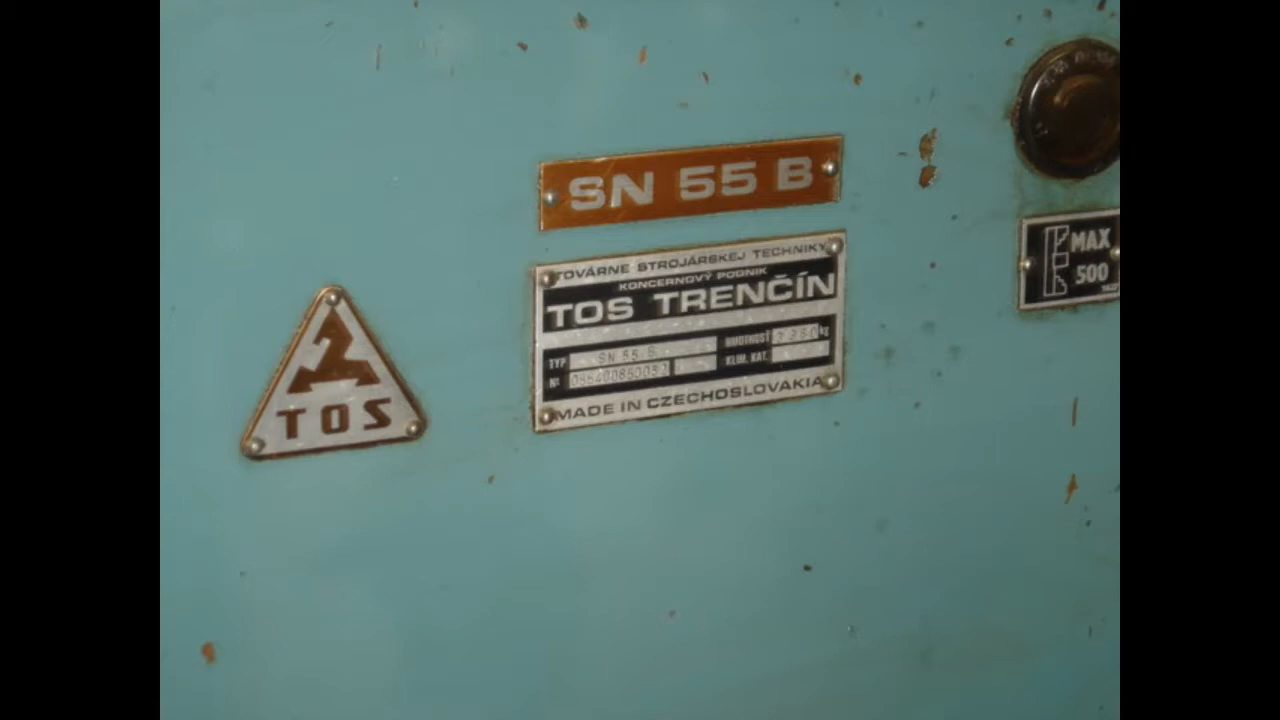 SN 55 B
TOVÁRNE STROJÁRSKEJ TECHNIKY
KONCERNOVÝ PODNIK
TOS TRENČÍN
TYP SN 55 B
HMOTNOSŤ kg
№ KLIM. KAT.
MADE IN CZECHOSLOVAKIA
TOS
MAX
500